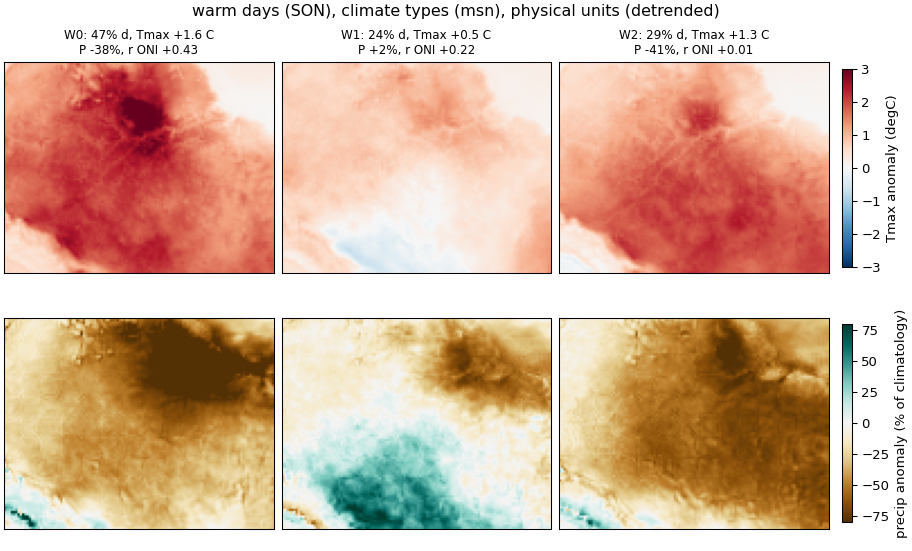 warm days (SON), climate types (msn), physical units (detrended)
W0: 47% d, Tmax +1.6 C
P -38%, r ONI +0.43
W1: 24% d, Tmax +0.5 C
P +2%, r ONI +0.22
W2: 29% d, Tmax +1.3 C
P -41%, r ONI +0.01
3
2
1
0
−1
−2
−3
Tmax anomaly (degC)
75
50
25
0
−25
−50
−75
precip anomaly (% of climatology)